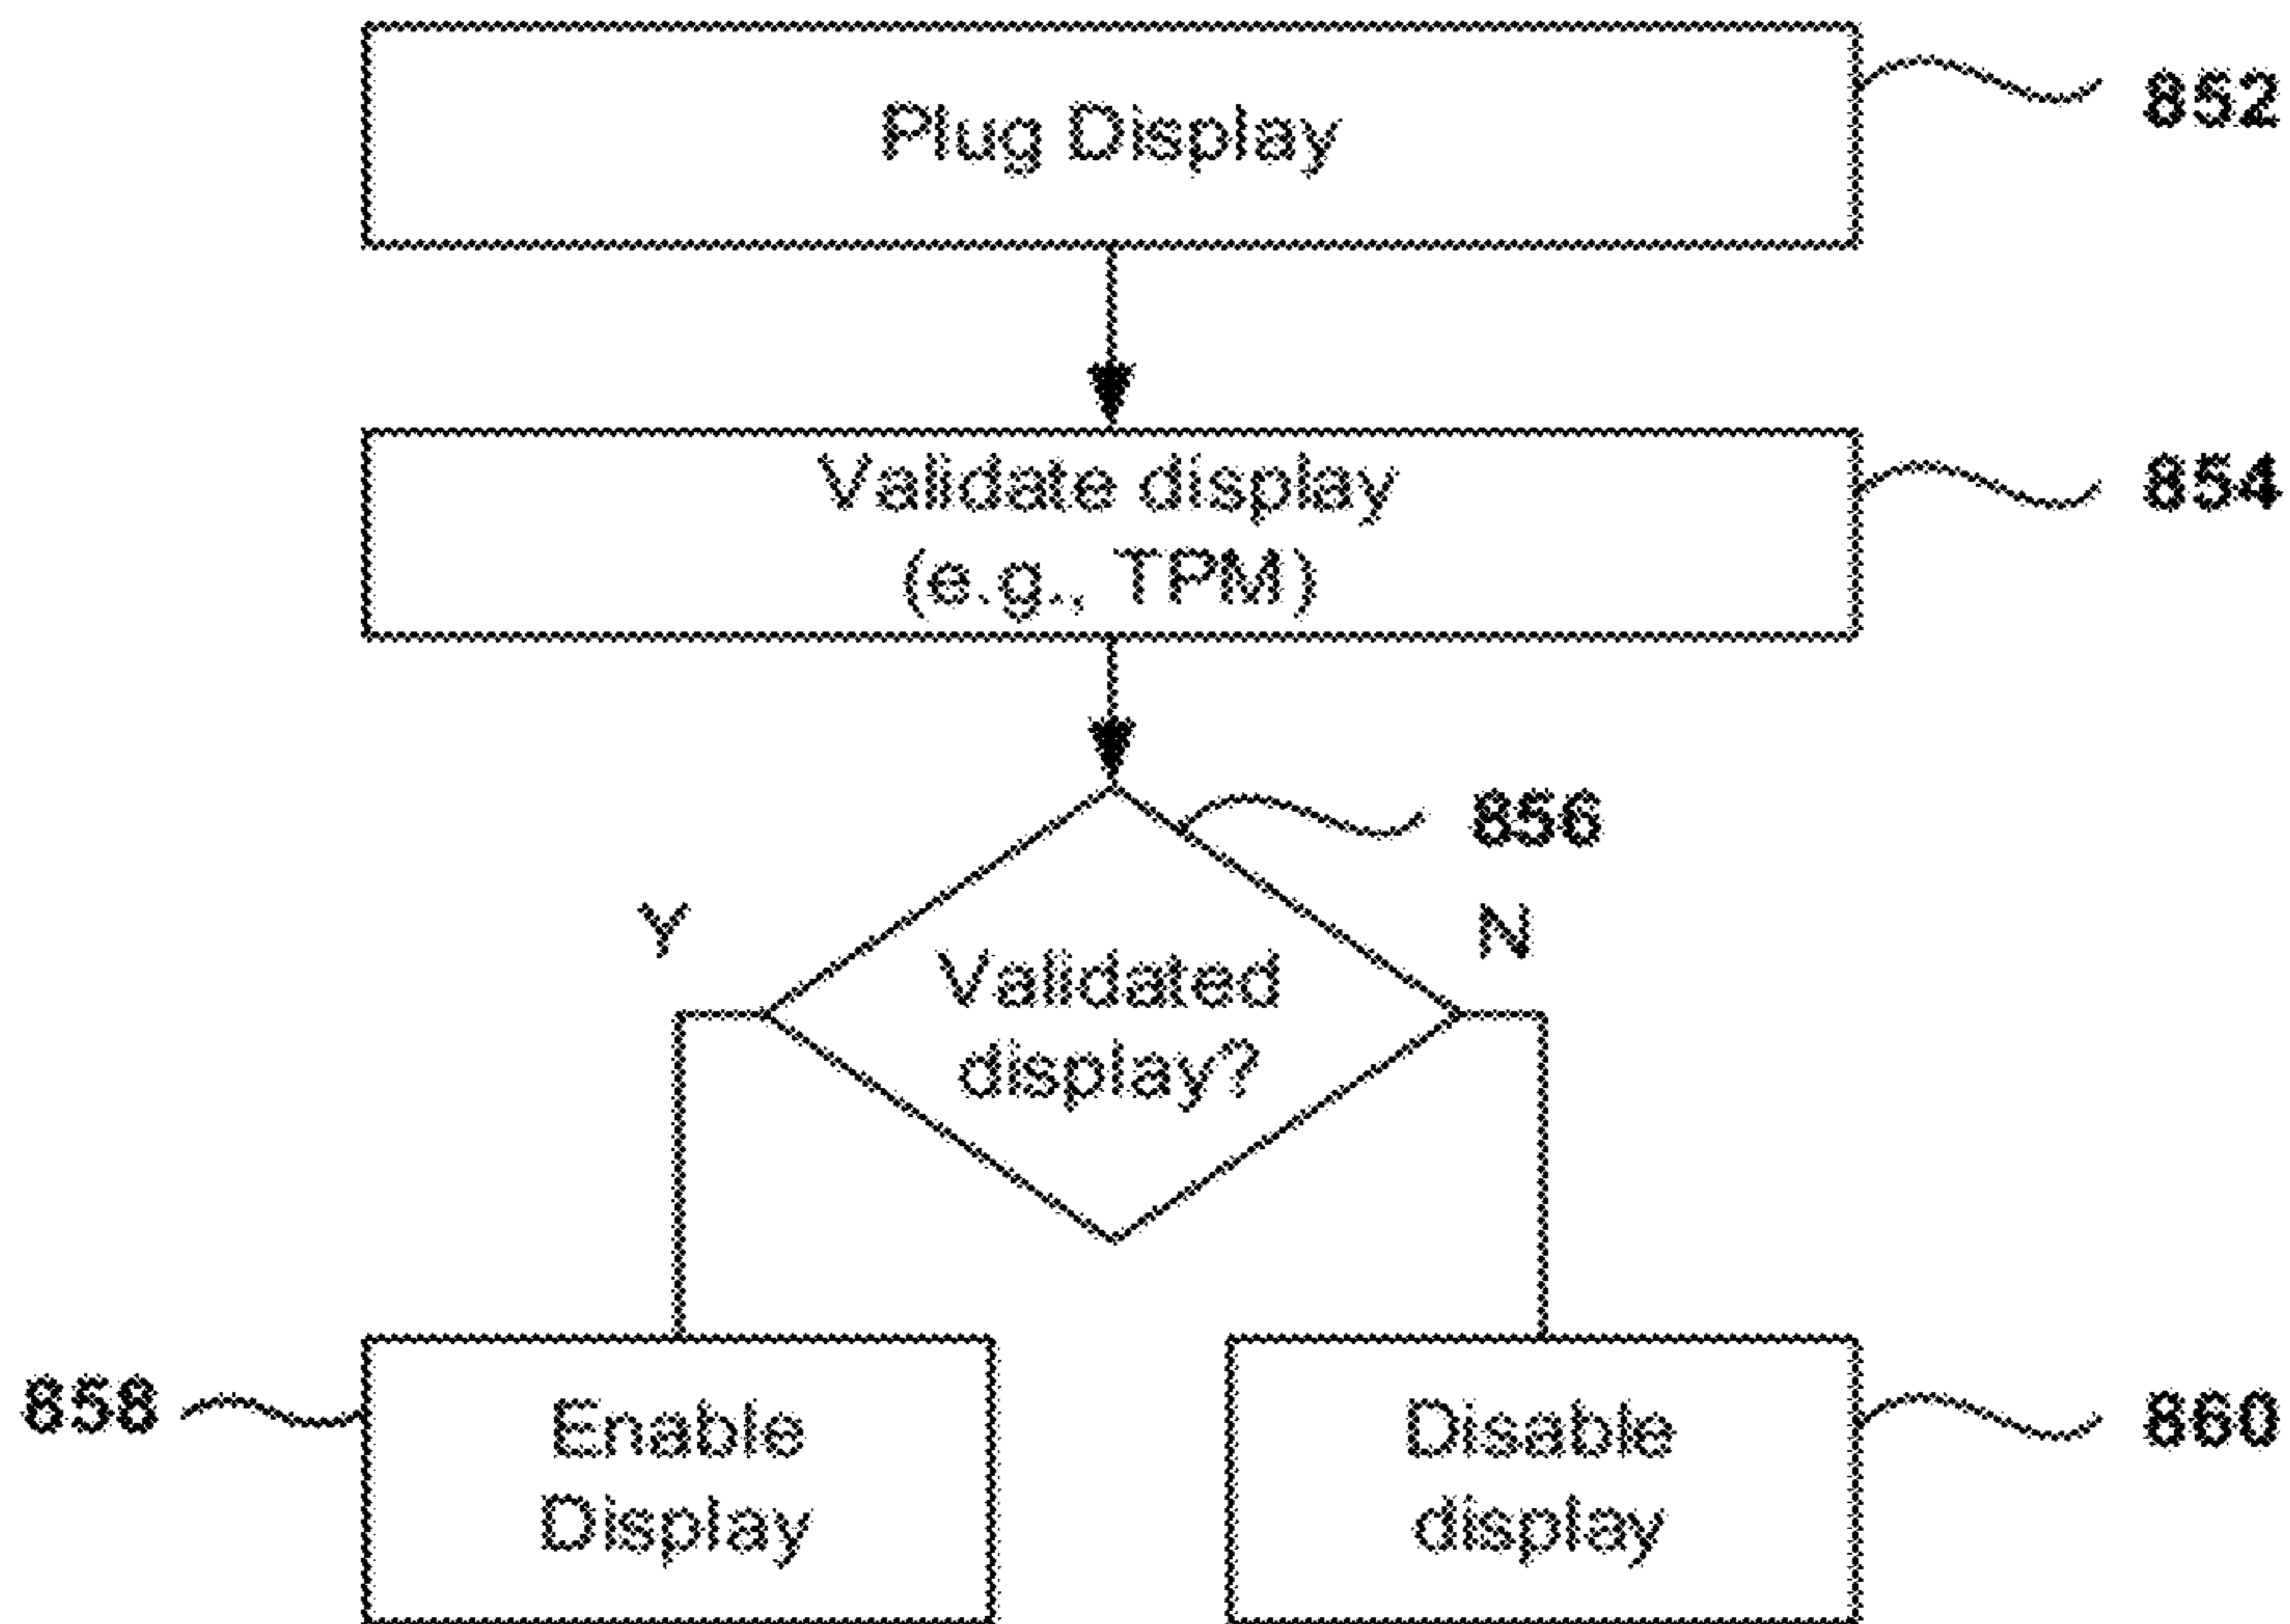 Plug Display
852
Validate display
(e.g., TPM)
854
856
Y
N
Validated
display?
858
Enable
Display
Disable
display
860